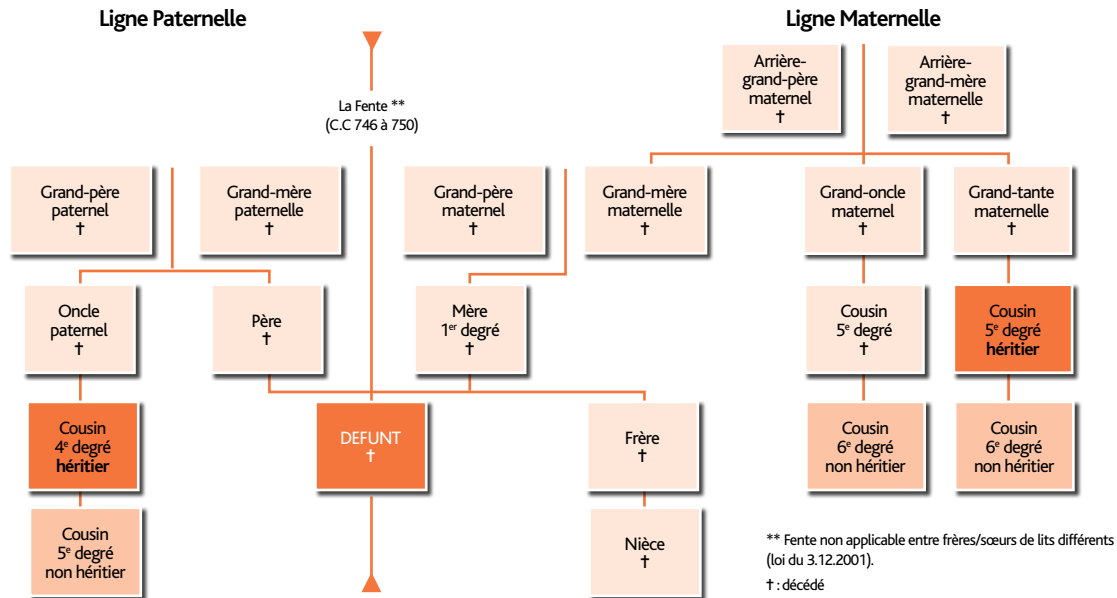 Ligne Paternelle
Ligne Maternelle
La Fente **
(C.C 746 à 750)
Arrière-
grand-père
maternel
†
Arrière-
grand-mère
maternelle
†
Grand-père
paternel
†
Grand-mère
paternelle
†
Grand-père
maternel
†
Grand-mère
maternelle
†
Grand-oncle
maternel
†
Grand-tante
maternelle
†
Oncle
paternel
†
Père
†
Mère
1er degré
†
Cousin
5e degré
†
Cousin
5e degré
héritier
Cousin
4e degré
héritier
DEFUNT
†
Frère
†
Cousin
6e degré
non héritier
Cousin
6e degré
non héritier
Cousin
5e degré
non héritier
Nièce
†
** Fente non applicable entre frères/sœurs de lits différents
(loi du 3.12.2001).
† : décédé